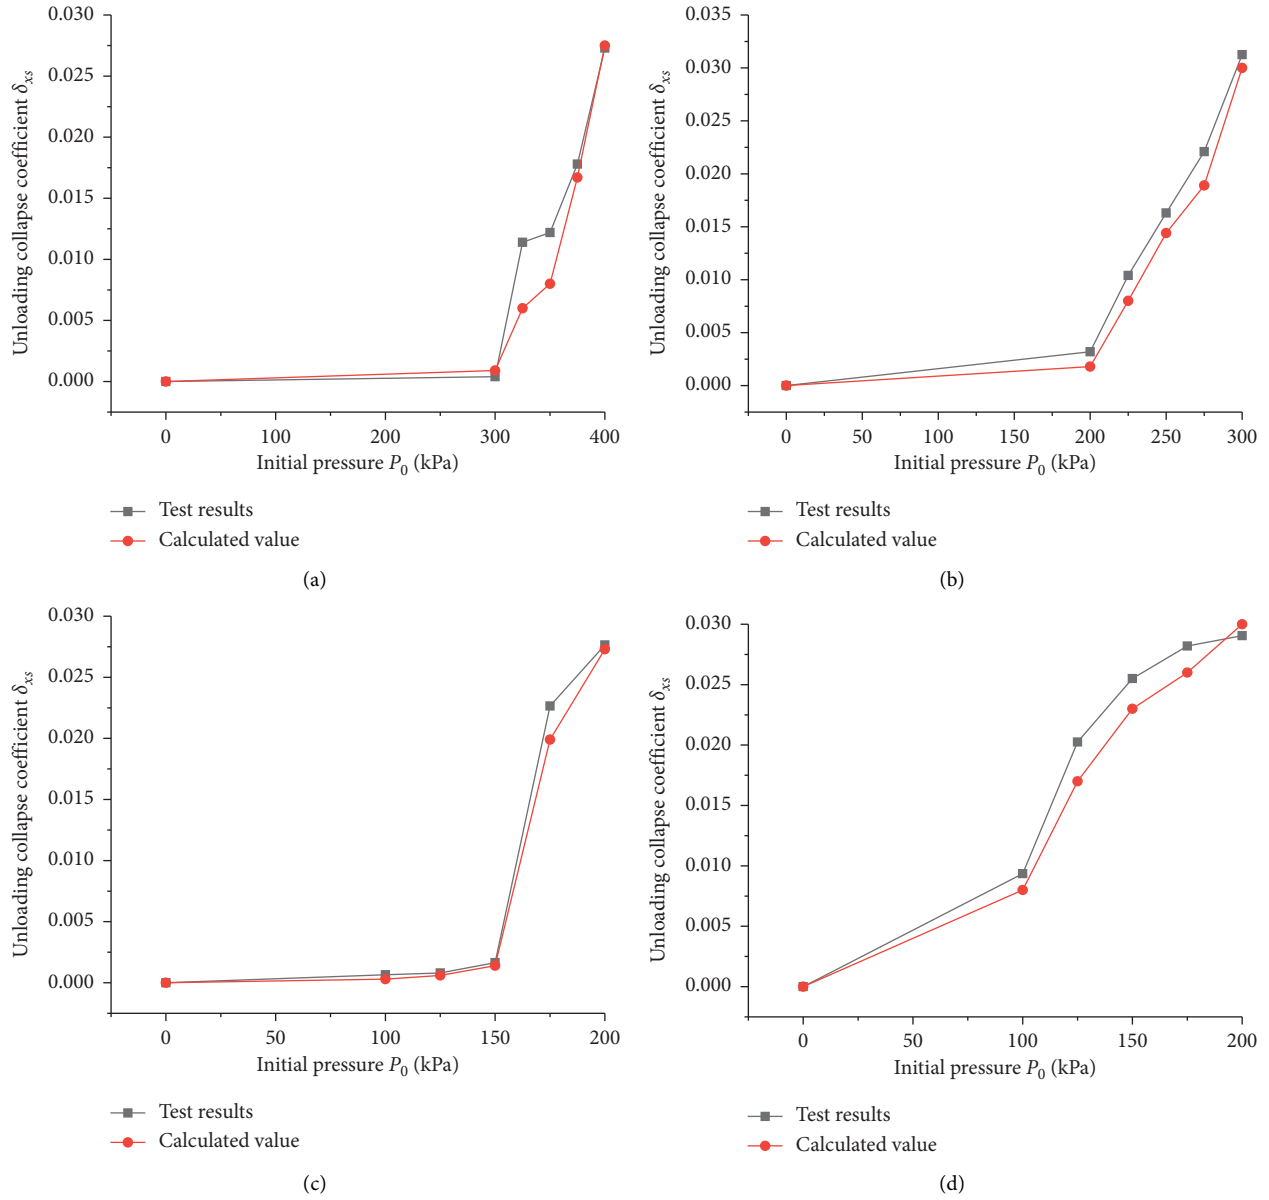 0.030
0.025
0.020
0.015
0.010
0.005
0.000
Unloading collapse coefficient δxs
0 100 200 300 400
Initial pressure P0 (kPa)
Test results
Calculated value
(a)
0.035
0.030
0.025
0.020
0.015
0.010
0.005
0.000
Unloading collapse coefficient δxs
0 50 100 150 200 250 300
Initial pressure P0 (kPa)
Test results
Calculated value
(b)
0.030
0.025
0.020
0.015
0.010
0.005
0.000
Unloading collapse coefficient δxs
0 50 100 150 200
Initial pressure P0 (kPa)
Test results
Calculated value
(c)
0.030
0.025
0.020
0.015
0.010
0.005
0.000
Unloading collapse coefficient δxs
0 50 100 150 200
Initial pressure P0 (kPa)
Test results
Calculated value
(d)